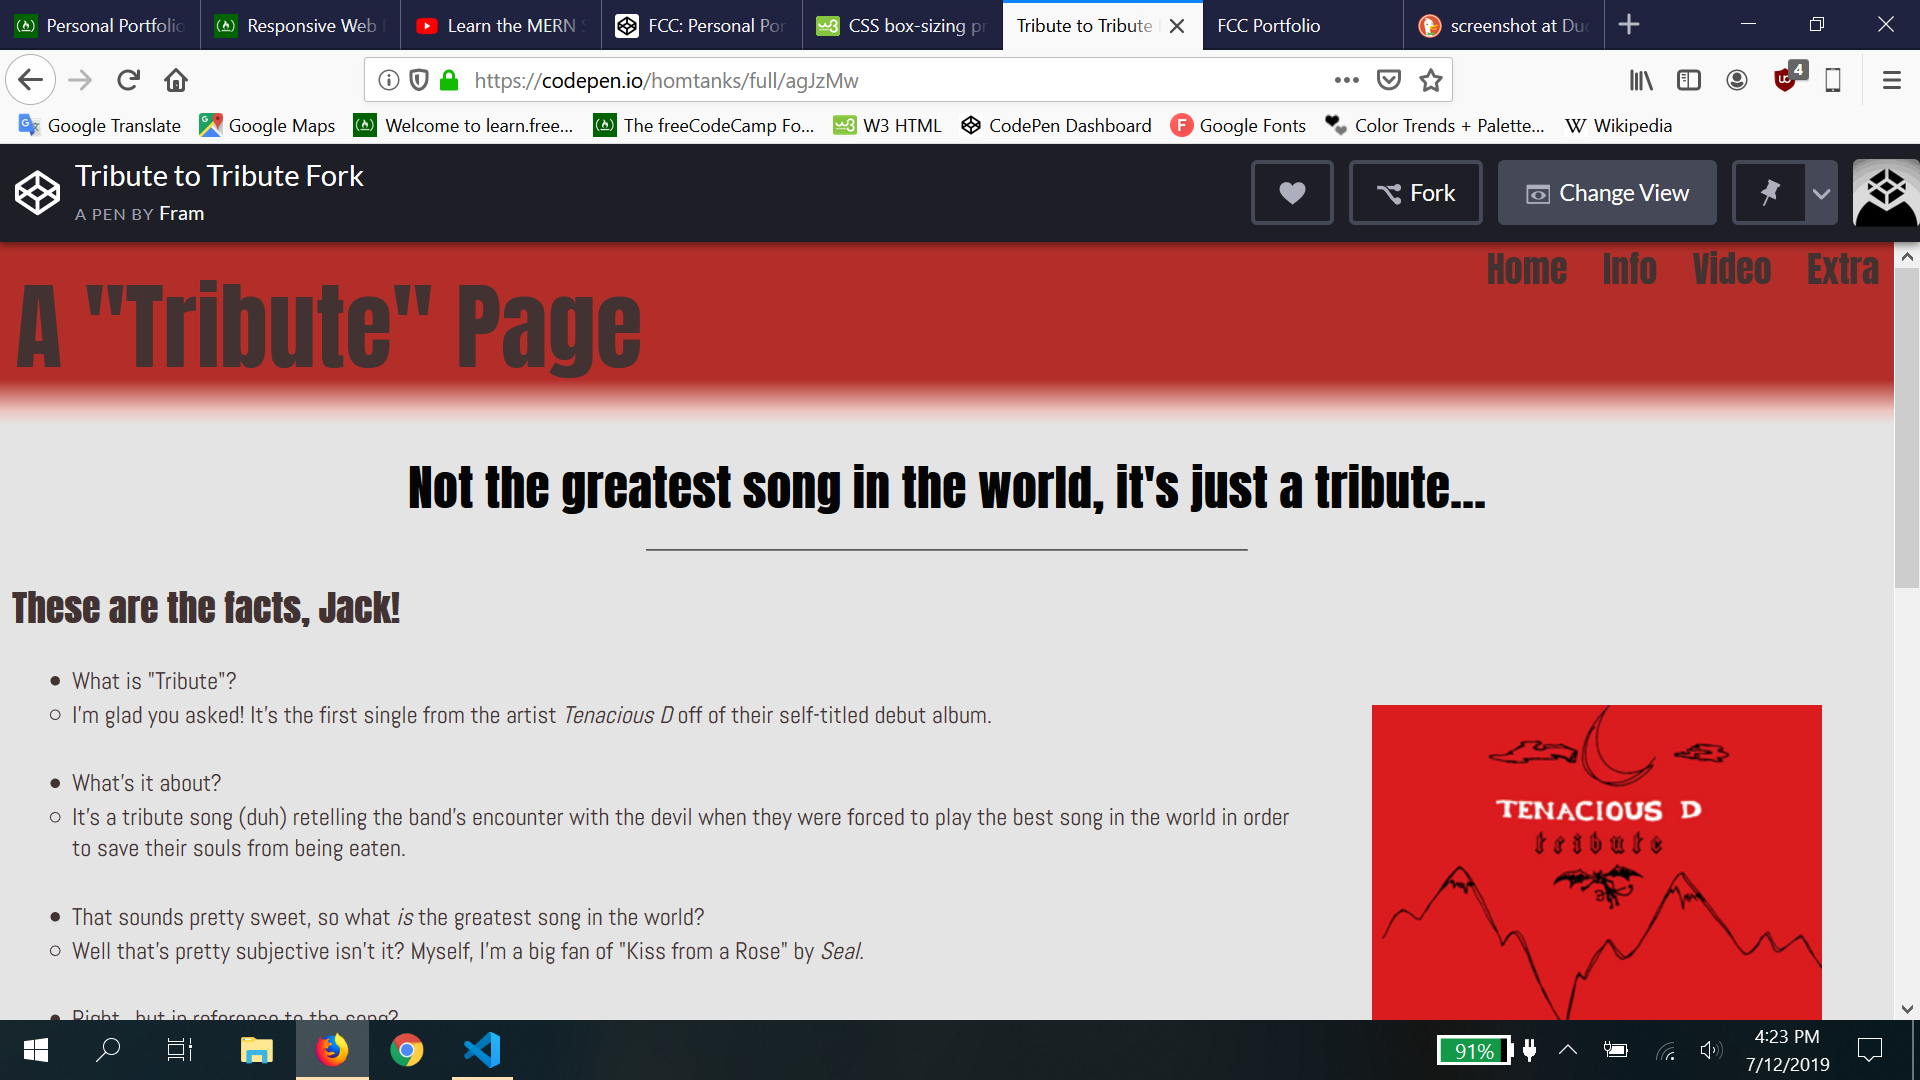 Personal Portfolio
Responsive Web
Learn the MERN
FCC: Personal Por
CSS box-sizing pr
Tribute to Tribute
FCC Portfolio
screenshot at Du
https://codepen.io/homtanks/full/agJzMw
4
Google Translate
Google Maps
Welcome to learn.free...
The freeCodeCamp Fo...
W3 HTML
CodePen Dashboard
Google Fonts
Color Trends + Palette...
Wikipedia
Tribute to Tribute Fork
A PEN BY Fram
Fork
Change View
Home Info Video Extra
A "Tribute" Page
Not the greatest song in the world, it's just a tribute...
These are the facts, Jack!
What is "Tribute"?
I'm glad you asked! It's the first single from the artist Tenacious D off of their self-titled debut album.
What's it about?
It's a tribute song (duh) retelling the band's encounter with the devil when they were forced to play the best song in the world in order
to save their souls from being eaten.
That sounds pretty sweet, so what is the greatest song in the world?
Well that's pretty subjective isn't it? Myself, I'm a big fan of "Kiss from a Rose" by Seal.
Right, but in reference to the song?
TENACIOUS D
tribute
91%
4:23 PM
7/12/2019